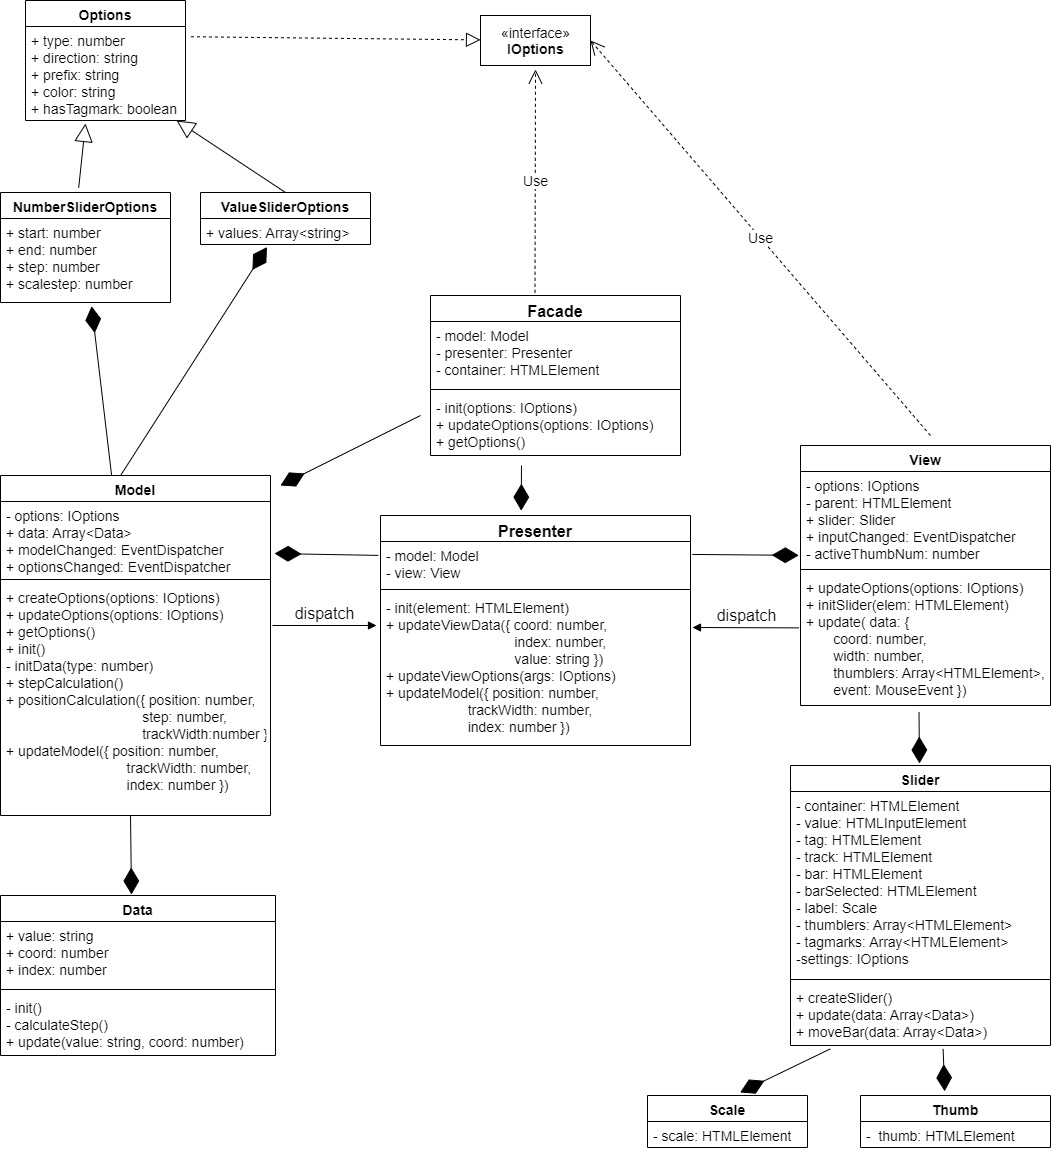 Options
+ type: number
+ direction: string
+ prefix: string
+ color: string
+ hasTagmark: boolean
«interface»
IOptions
Use
Use
NumberSliderOptions
+ start: number
+ end: number
+ step: number
+ scalestep: number
ValueSliderOptions
+ values: Array<string>
Facade
- model: Model
- presenter: Presenter
- container: HTMLElement
- init(options: IOptions)
+ updateOptions(options: IOptions)
+ getOptions()
Model
- options: IOptions
+ data: Array<Data>
+ modelChanged: EventDispatcher
+ optionsChanged: EventDispatcher
+ createOptions(options: IOptions)
+ updateOptions(options: IOptions)
+ getOptions()
+ init()
- initData(type: number)
+ stepCalculation()
+ positionCalculation({ position: number,
step: number,
trackWidth:number }
+ updateModel({ position: number,
trackWidth: number,
index: number })
dispatch
Presenter
- model: Model
- view: View
- init(element: HTMLElement)
+ updateViewData({ coord: number,
index: number,
value: string })
+ updateViewOptions(args: IOptions)
+ updateModel({ position: number,
trackWidth: number,
index: number })
dispatch
View
- options: IOptions
- parent: HTMLElement
+ slider: Slider
+ inputChanged: EventDispatcher
- activeThumbNum: number
+ updateOptions(options: IOptions)
+ initSlider(elem: HTMLElement)
+ update( data: {
coord: number,
width: number,
thumblers: Array<HTMLElement>,
event: MouseEvent })
Data
+ value: string
+ coord: number
+ index: number
- init()
- calculateStep()
+ update(value: string, coord: number)
Slider
- container: HTMLElement
- value: HTMLInputElement
- tag: HTMLElement
- track: HTMLElement
- bar: HTMLElement
- barSelected: HTMLElement
- label: Scale
- thumblers: Array<HTMLElement>
- tagmarks: Array<HTMLElement>
-settings: IOptions
+ createSlider()
+ update(data: Array<Data>)
+ moveBar(data: Array<Data>)
Scale
- scale: HTMLElement
Thumb
- thumb: HTMLElement